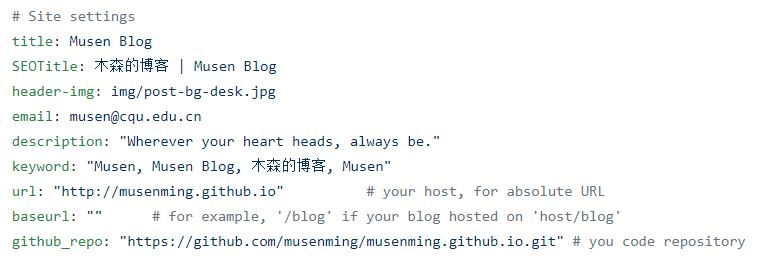 # Site settings
title: Musen Blog
SEOTitle: 木森的博客 | Musen Blog
header-img: img/post-bg-desk.jpg
email: musen@cqu.edu.cn
description: "Wherever your heart heads, always be."
keyword: "Musen, Musen Blog, 木森的博客, Musen"
url: "http://musenming.github.io" # your host, for absolute URL
baseurl: "" # for example, '/blog' if your blog hosted on 'host/blog'
github_repo: "https://github.com/musenming/musenming.github.io.git" # you code repository